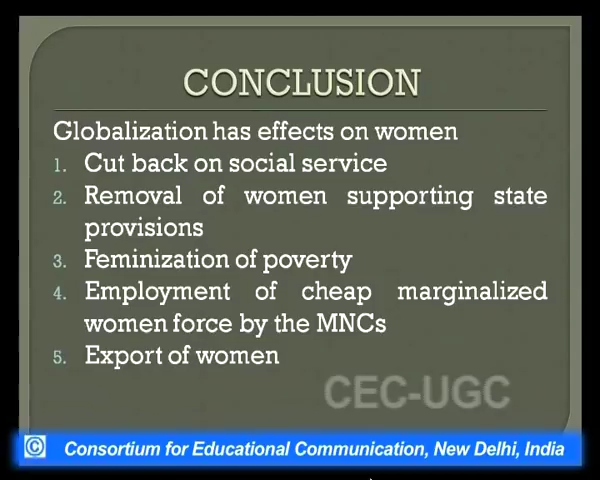 CONCLUSION
Globalization has effects on women
1. Cut back on social service
2. Removal of women supporting state
provisions
3. Feminization of poverty
4. Employment of cheap marginalized
women force by the MNCs
5. Export of women
CEC-UGC
© Consortium for Educational Communication, New Delhi, India